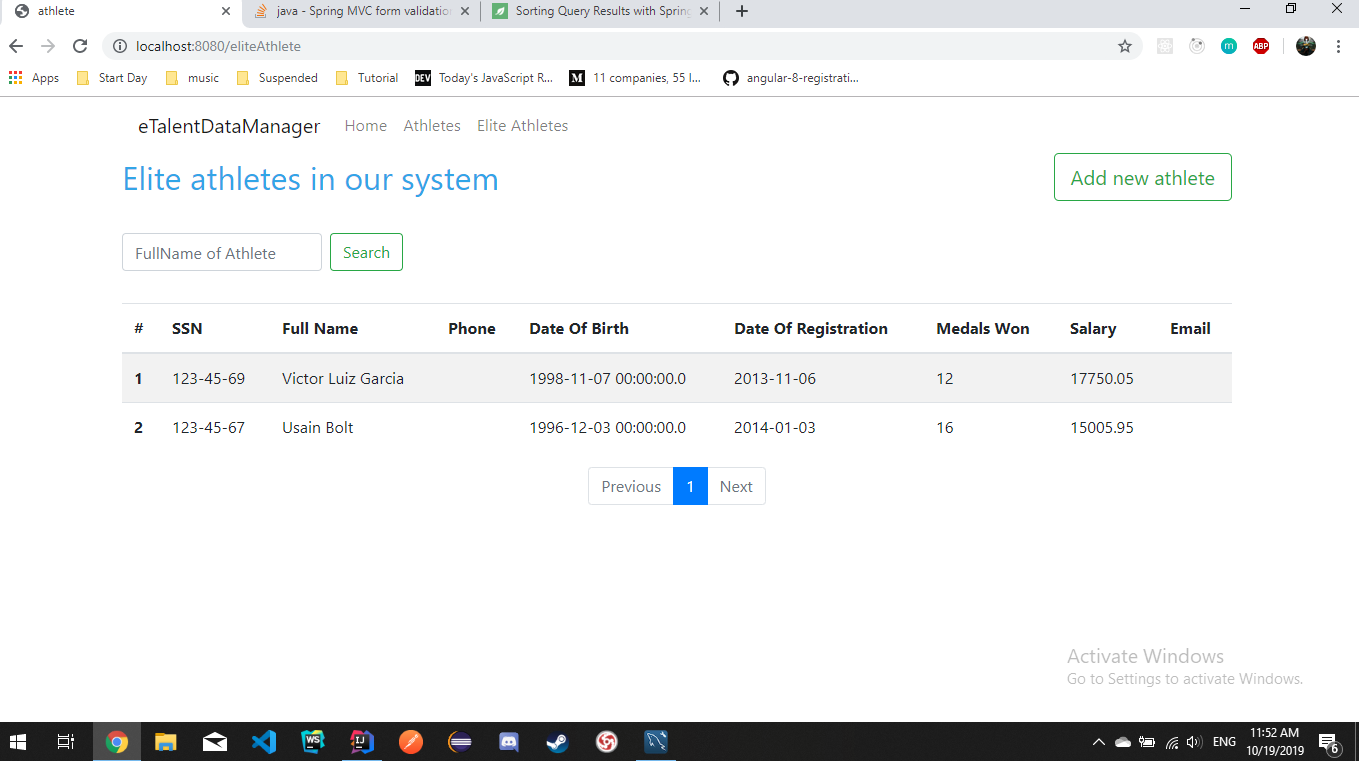 athlete
java - Spring MVC form validatio
Sorting Query Results with Spring
localhost:8080/eliteAthlete
m
ABP
Apps
Start Day
music
Suspended
Tutorial
DEV
Today's JavaScript R...
M
11 companies, 55 l...
angular-8-registrati...
eTalentDataManager
Home
Athletes
Elite Athletes
Elite athletes in our system
Add new athlete
FullName of Athlete
Search
# SSN Full Name Phone Date Of Birth Date Of Registration Medals Won Salary Email
1 123-45-69 Victor Luiz Garcia 1998-11-07 00:00:00.0 2013-11-06 12 17750.05
2 123-45-67 Usain Bolt 1996-12-03 00:00:00.0 2014-01-03 16 15005.95
Previous 1 Next
Activate Windows
Go to Settings to activate Windows.
WS
IJ
ENG
11:52 AM
10/19/2019
6